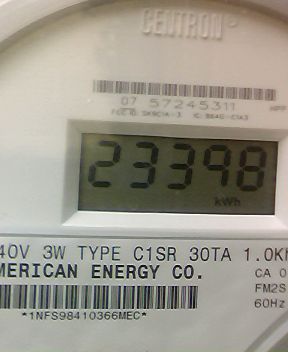 CENTRON
07 57245311
23398
kWh
40V 3W TYPE C1SR 30TA 1.0Kh
MERICAN ENERGY CO.
CA 0
FM2S
60Hz
*1NFS98410366MEC*